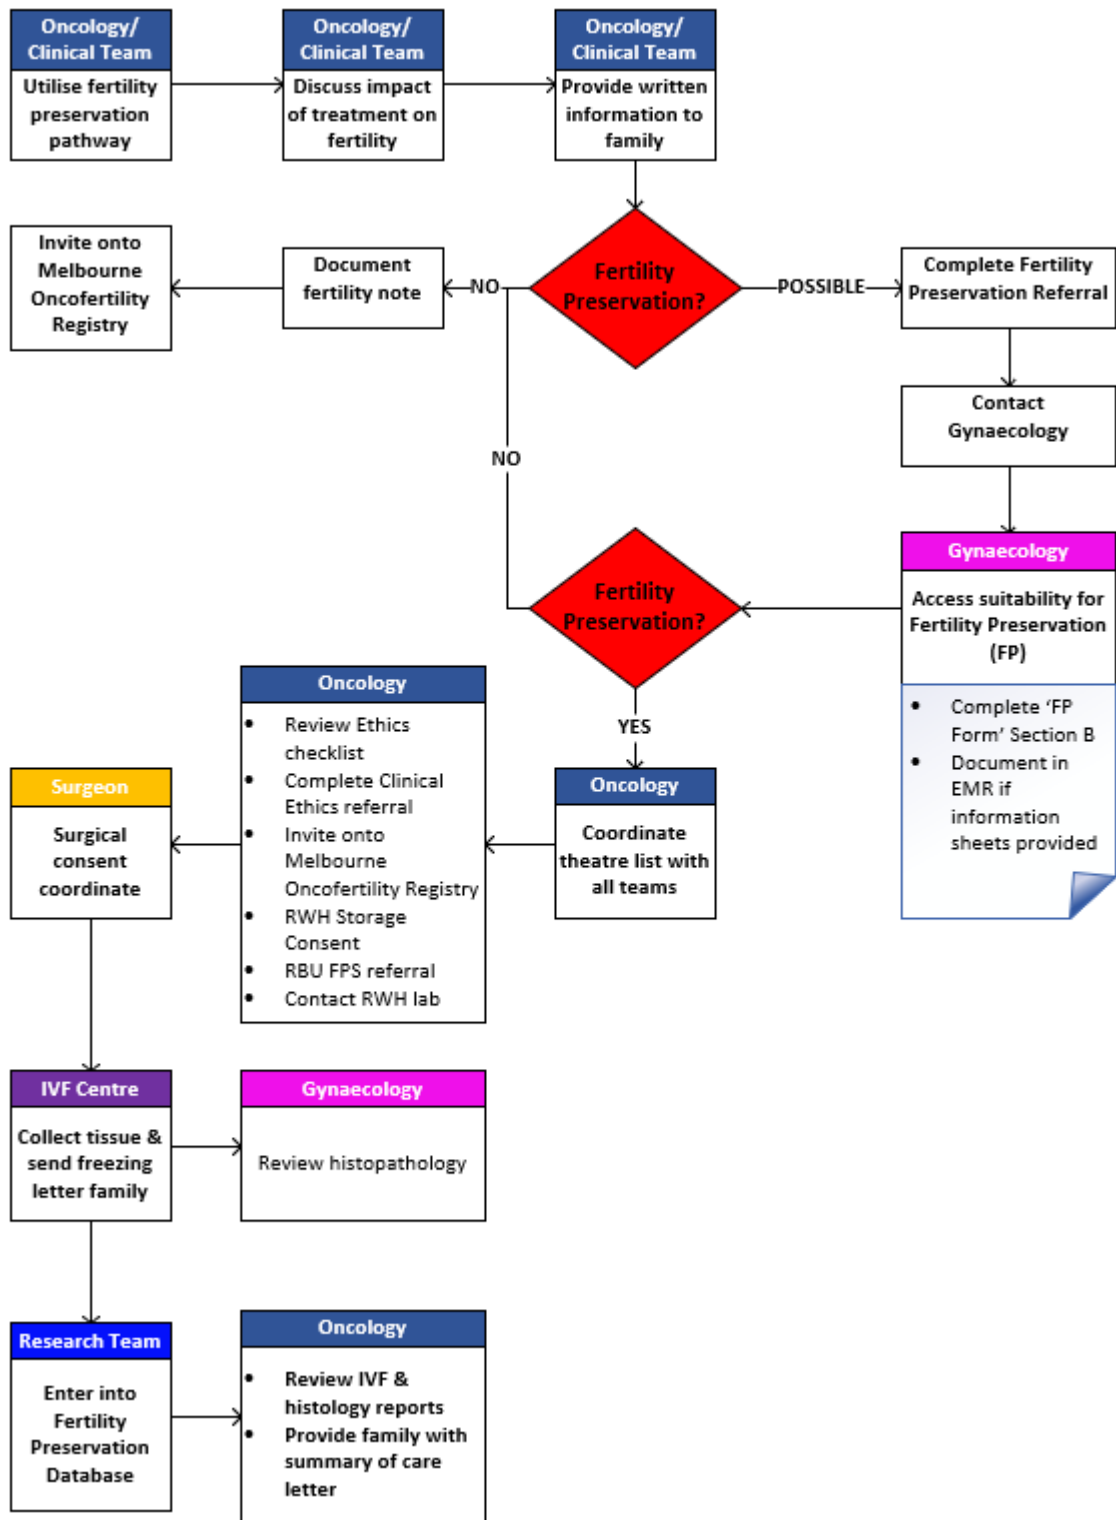 Oncology/
Clinical Team
Utilise fertility
preservation
pathway
Oncology/
Clinical Team
Discuss impact
of treatment on
fertility
Oncology/
Clinical Team
Provide written
information to
family
Invite onto
Melbourne
Oncofertility
Registry
Document
fertility note
NO
Fertility
Preservation?
POSSIBLE
Complete Fertility
Preservation Referral
Contact
Gynaecology
NO
Gynaecology
Access suitability for
Fertility Preservation
(FP)
• Complete ‘FP
Form’ Section B
• Document in
EMR if
information
sheets provided
Fertility
Preservation?
YES
Oncology
Coordinate
theatre list with
all teams
Oncology
• Review Ethics
checklist
• Complete Clinical
Ethics referral
• Invite onto
Melbourne
Oncofertility Registry
• RWH Storage
Consent
• RBU FPS referral
• Contact RWH lab
Surgeon
Surgical
consent
coordinate
IVF Centre
Collect tissue &
send freezing
letter family
Gynaecology
Review histopathology
Research Team
Enter into
Fertility
Preservation
Database
Oncology
• Review IVF &
histology reports
• Provide family with
summary of care
letter